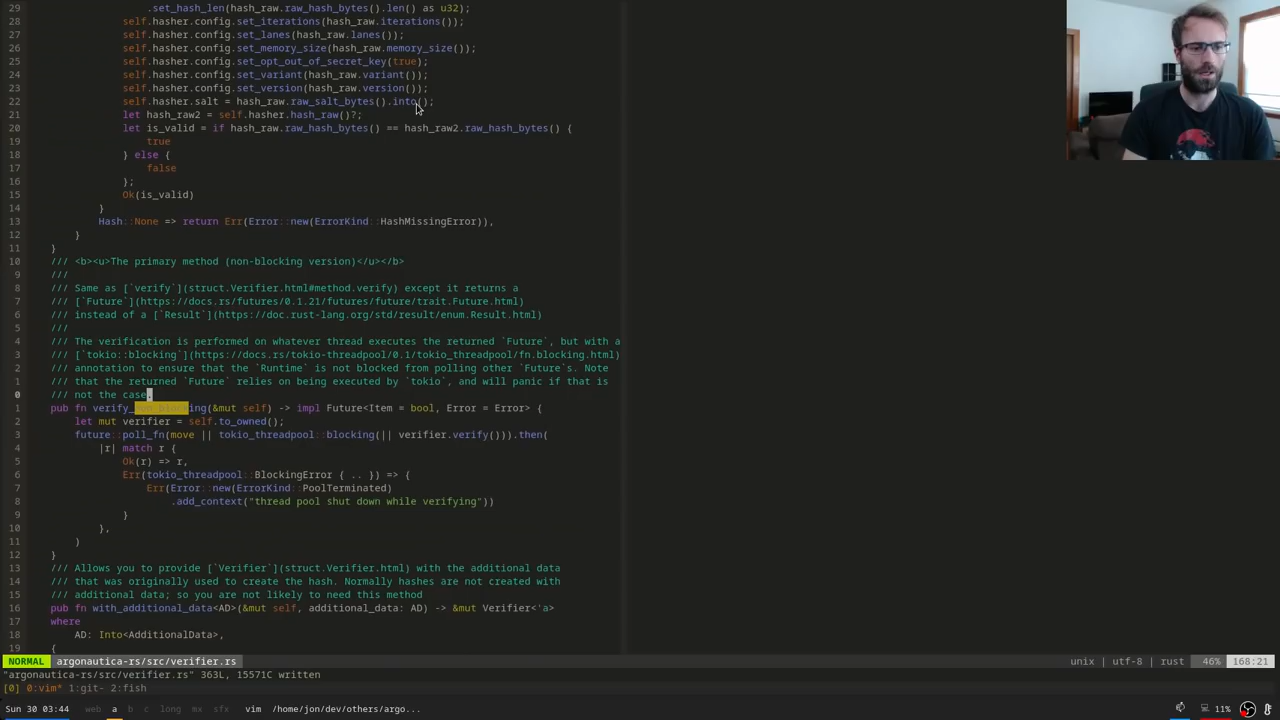 29 .set_hash_len(hash_raw.raw_hash_bytes().len() as u32);
28 self.hasher.config.set_iterations(hash_raw.iterations());
27 self.hasher.config.set_lanes(hash_raw.lanes());
26 self.hasher.config.set_memory_size(hash_raw.memory_size());
25 self.hasher.config.set_opt_out_of_secret_key(true);
24 self.hasher.config.set_variant(hash_raw.variant());
23 self.hasher.config.set_version(hash_raw.version());
22 self.hasher.salt = hash_raw.raw_salt_bytes().into();
21 let hash_raw2 = self.hasher.hash_raw()?;
20 let is_valid = if hash_raw.raw_hash_bytes() == hash_raw2.raw_hash_bytes() {
19 true
18 } else {
17 false
16 };
15 Ok(is_valid)
14 }
13 Hash::None => return Err(Error::new(ErrorKind::HashMissingError)),
12 }
11 }
10 /// <b><u>The primary method (non-blocking version)</u></b>
9 ///
8 /// Same as [`verify`](struct.Verifier.html#method.verify) except it returns a
7 /// [`Future`](https://docs.rs/futures/0.1.21/futures/future/trait.Future.html)
6 /// instead of a [`Result`](https://doc.rust-lang.org/std/result/enum.Result.html)
5 ///
4 /// The verification is performed on whatever thread executes the returned `Future`, but with a
3 /// [`tokio::blocking`](https://docs.rs/tokio-threadpool/0.1/tokio_threadpool/fn.blocking.html)
2 /// annotation to ensure that the `Runtime` is not blocked from polling other `Future`s. Note
1 /// that the returned `Future` relies on being executed by `tokio`, and will panic if that is
0 /// not the case.
1 pub fn verify_non_blocking(&mut self) -> impl Future<Item = bool, Error = Error> {
2 let mut verifier = self.to_owned();
3 future::poll_fn(move || tokio_threadpool::blocking(|| verifier.verify())).then(
4 |r| match r {
5 Ok(r) => r,
6 Err(tokio_threadpool::BlockingError { .. }) => {
7 Err(Error::new(ErrorKind::PoolTerminated)
8 .add_context("thread pool shut down while verifying"))
9 }
10 },
11 )
12 }
13 /// Allows you to provide [`Verifier`](struct.Verifier.html) with the additional data
14 /// that was originally used to create the hash. Normally hashes are not created with
15 /// additional data; so you are not likely to need this method
16 pub fn with_additional_data<AD>(&mut self, additional_data: AD) -> &mut Verifier<'a>
17 where
18 AD: Into<AdditionalData>,
19 {
NORMAL argonautica-rs/src/verifier.rs unix | utf-8 | rust 46% 168:21
"argonautica-rs/src/verifier.rs" 363L, 15571C written
[0] 0:vim* 1:git- 2:fish
Sun 30 03:44 web a b c long mx sfx vim /home/jon/dev/others/argo... 11%